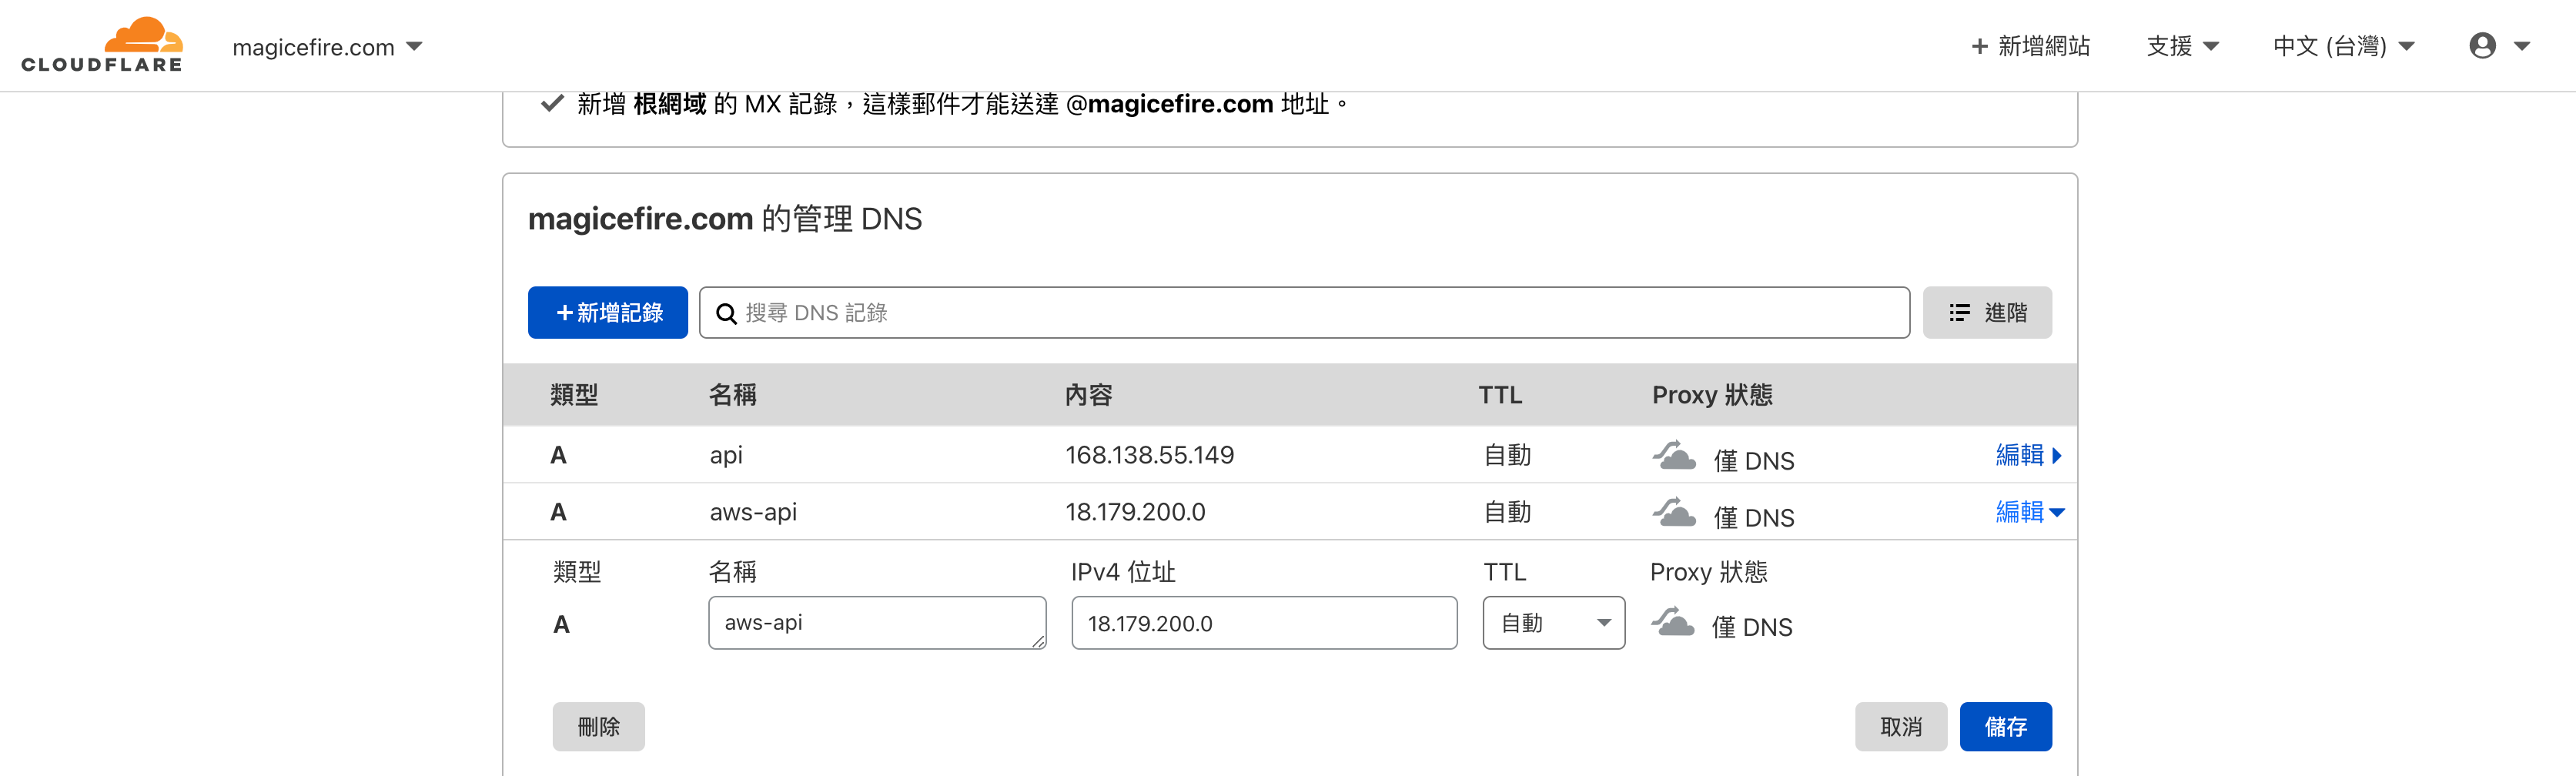 CLOUDFLARE magicefire.com + 新增網站 支援 中文 (台灣)
新增 根網域 的 MX 記錄，這樣郵件才能送達 @magicefire.com 地址。
magicefire.com 的管理 DNS
+新增記錄 搜尋 DNS 記錄 進階
類型 名稱 內容 TTL Proxy 狀態
A api 168.138.55.149 自動 僅 DNS 編輯
A aws-api 18.179.200.0 自動 僅 DNS 編輯
類型 名稱 IPv4 位址 TTL Proxy 狀態
A aws-api 18.179.200.0 自動 僅 DNS
刪除 取消 儲存